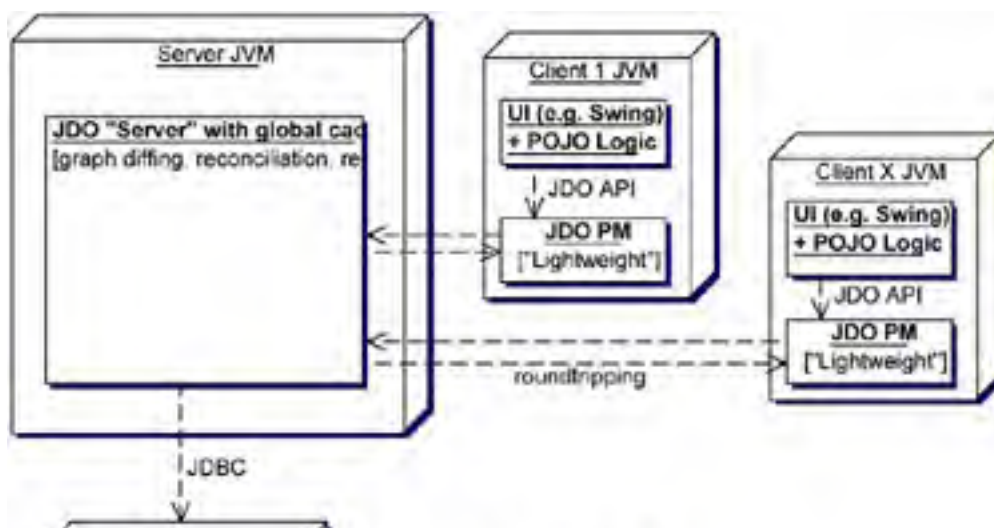 Server JVM
JDO "Server" with global cac
[graph diffing, reconciliation, re
Client 1 JVM
UI (e.g. Swing)
+ POJO Logic
JDO API
JDO PM
["Lightweight"]
Client X JVM
UI (e.g. Swing)
+ POJO Logic
JDO API
JDO PM
["Lightweight"]
roundtripping
JDBC